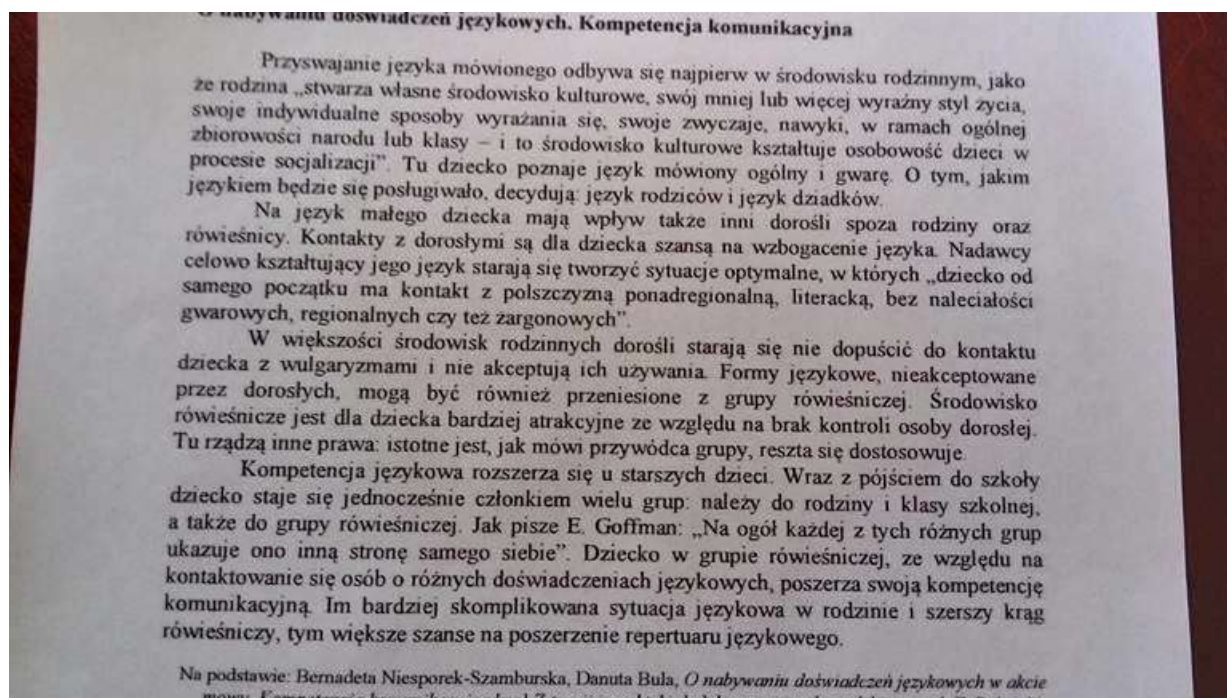 O nabywaniu doświadczeń językowych. Kompetencja komunikacyjna
Przyswajanie języka mówionego odbywa się najpierw w środowisku rodzinnym, jako
że rodzina „stwarza własne środowisko kulturowe, swój mniej lub więcej wyraźny styl życia,
swoje indywidualne sposoby wyrażania się, swoje zwyczaje, nawyki, w ramach ogólnej
zbiorowości narodu lub klasy – i to środowisko kulturowe kształtuje osobowość dzieci w
procesie socjalizacji”. Tu dziecko poznaje język mówiony ogólny i gwarę. O tym, jakim
językiem będzie się posługiwało, decydują: język rodziców i język dziadków.
Na język małego dziecka mają wpływ także inni dorośli spoza rodziny oraz
rówieśnicy. Kontakty z dorosłymi są dla dziecka szansą na wzbogacenie języka. Nadawcy
celowo kształtujący jego język starają się tworzyć sytuacje optymalne, w których „dziecko od
samego początku ma kontakt z polszczyzną ponadregionalną, literacką, bez naleciałości
gwarowych, regionalnych czy też żargonowych”.
W większości środowisk rodzinnych dorośli starają się nie dopuścić do kontaktu
dziecka z wulgaryzmami i nie akceptują ich używania. Formy językowe, nieakceptowane
przez dorosłych, mogą być również przeniesione z grupy rówieśniczej. Środowisko
rówieśnicze jest dla dziecka bardziej atrakcyjne ze względu na brak kontroli osoby dorosłej.
Tu rządzą inne prawa: istotne jest, jak mówi przywódca grupy, reszta się dostosowuje.
Kompetencja językowa rozszerza się u starszych dzieci. Wraz z pójściem do szkoły
dziecko staje się jednocześnie członkiem wielu grup: należy do rodziny i klasy szkolnej,
a także do grupy rówieśniczej. Jak pisze E. Goffman: „Na ogół każdej z tych różnych grup
ukazuje ono inną stronę samego siebie”. Dziecko w grupie rówieśniczej, ze względu na
kontaktowanie się osób o różnych doświadczeniach językowych, poszerza swoją kompetencję
komunikacyjną. Im bardziej skomplikowana sytuacja językowa w rodzinie i szerszy krąg
rówieśniczy, tym większe szanse na poszerzenie repertuaru językowego.
Na podstawie: Bernadeta Niesporek-Szamburska, Danuta Bula, O nabywaniu doświadczeń językowych w akcie